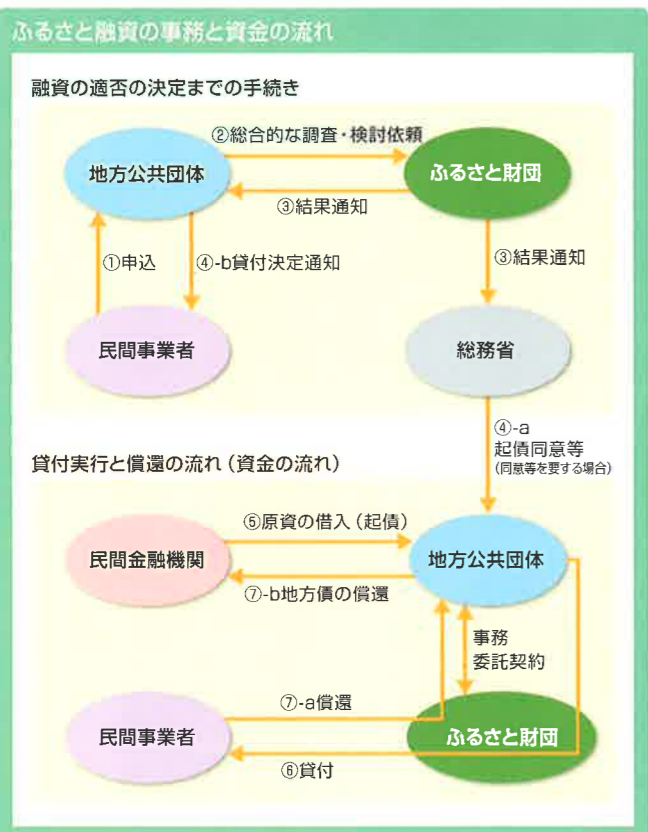 ふるさと融資の事務と資金の流れ
融資の適否の決定までの手続き
②総合的な調査・検討依頼
地方公共団体
ふるさと財団
③結果通知
①申込
④-b貸付決定通知
③結果通知
民間事業者
総務省
④-a
起債同意等
(同意等を要する場合)
貸付実行と償還の流れ（資金の流れ）
⑤原資の借入（起債）
民間金融機関
地方公共団体
⑦-b地方債の償還
事務
委託契約
⑦-a償還
民間事業者
ふるさと財団
⑥貸付